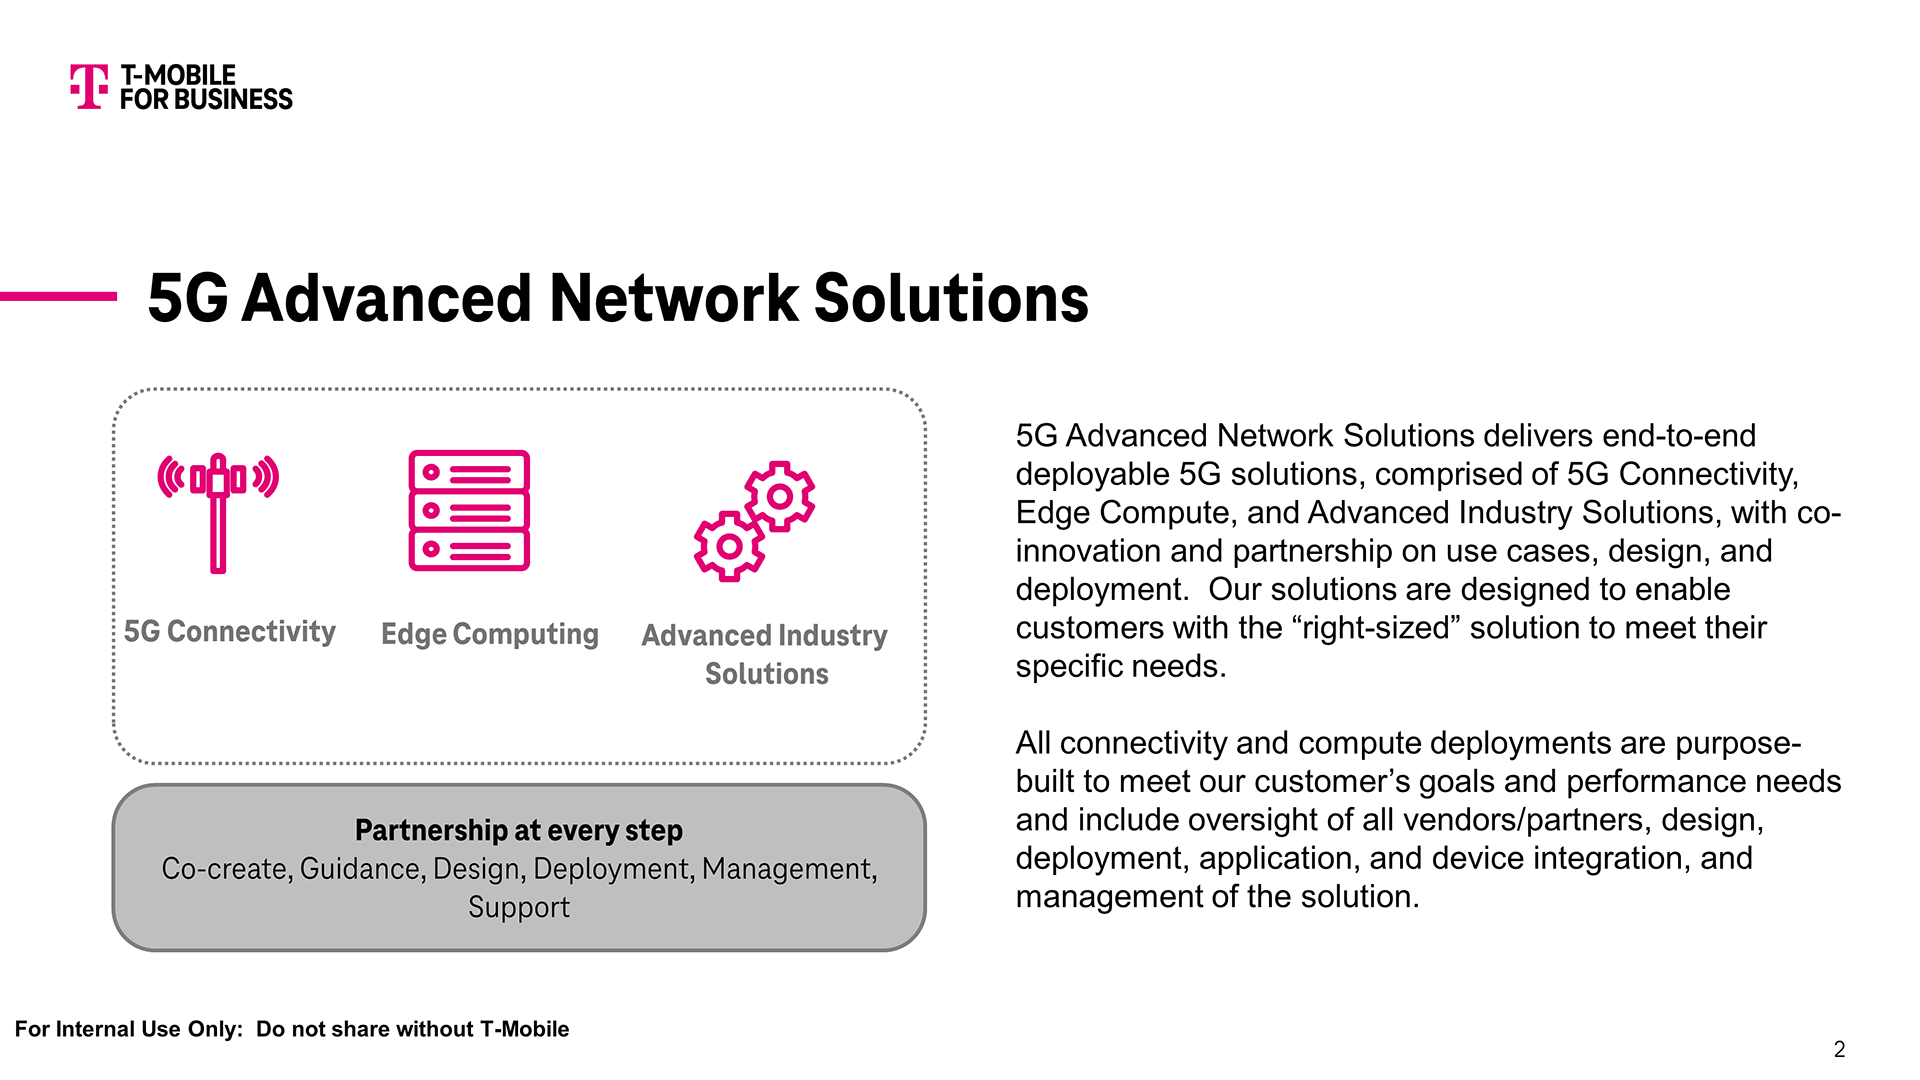 T-MOBILE
FOR BUSINESS
5G Advanced Network Solutions
5G Connectivity
Edge Computing
Advanced Industry
Solutions
Partnership at every step
Co-create, Guidance, Design, Deployment, Management,
Support
5G Advanced Network Solutions delivers end-to-end
deployable 5G solutions, comprised of 5G Connectivity,
Edge Compute, and Advanced Industry Solutions, with co-
innovation and partnership on use cases, design, and
deployment.  Our solutions are designed to enable
customers with the “right-sized” solution to meet their
specific needs.
All connectivity and compute deployments are purpose-
built to meet our customer’s goals and performance needs
and include oversight of all vendors/partners, design,
deployment, application, and device integration, and
management of the solution.
For Internal Use Only:  Do not share without T-Mobile
2